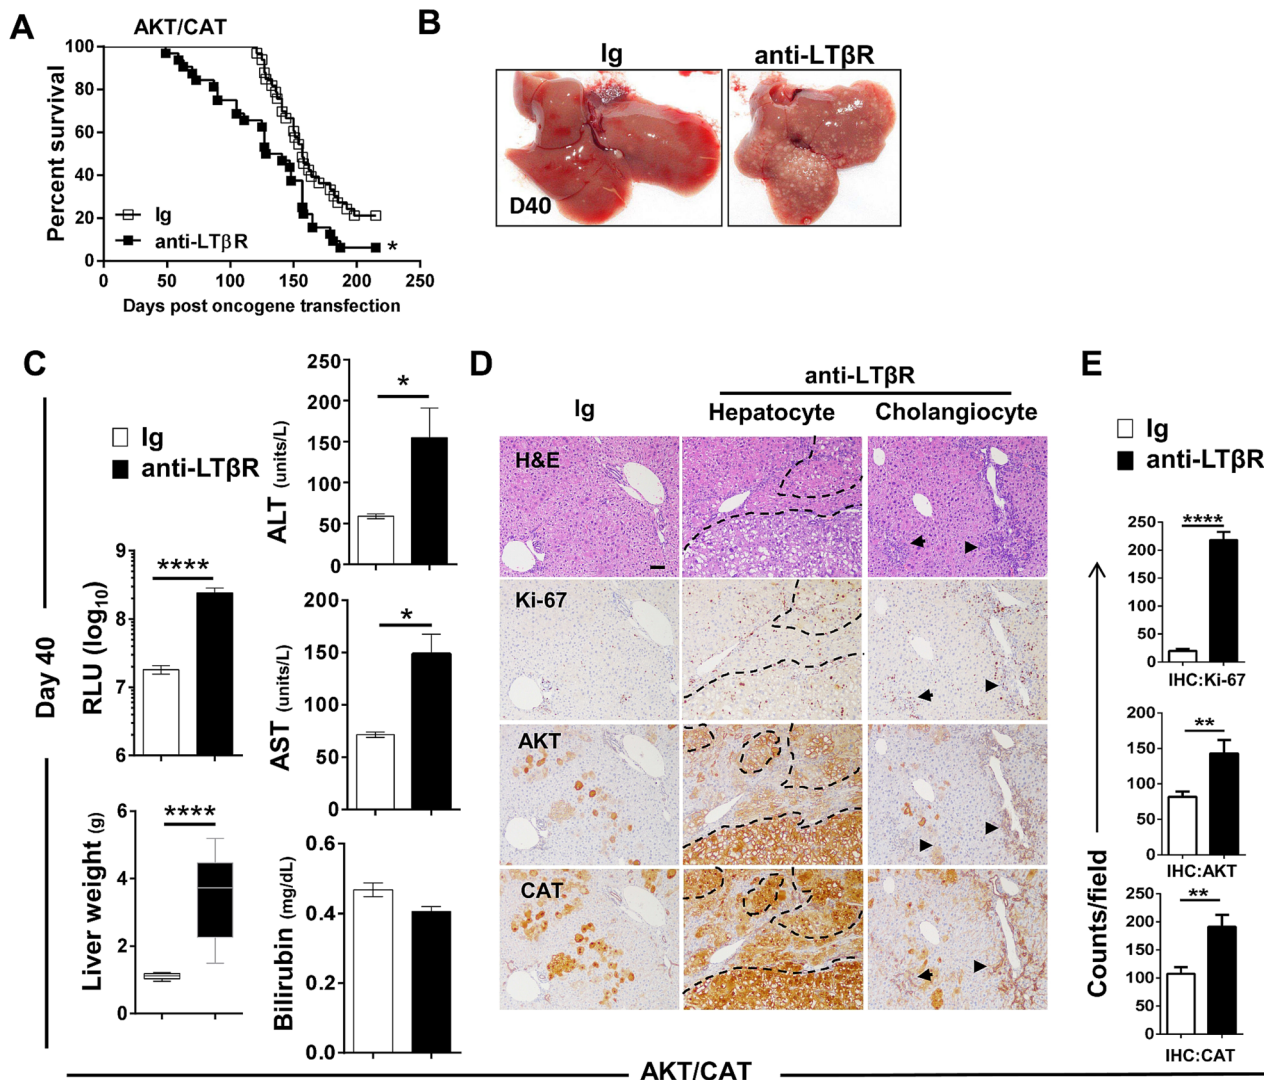 A
AKT/CAT
Percent survival
100
80
60
40
20
0
Ig
anti-LTβR
*
0 50 100 150 200 250
Days post oncogene transfection
B
Ig anti-LTβR
D40
C
Day 40
Ig
anti-LTβR
RLU (log10)
9
8
7
6
****
Liver weight (g)
6
4
2
0
****
ALT (units/L)
250
200
150
100
50
0
*
AST (units/L)
200
150
100
50
0
*
Bilirubin (mg/dL)
0.6
0.4
0.2
0.0
D
anti-LTβR
Ig Hepatocyte Cholangiocyte
H&E
Ki-67
AKT
CAT
E
Ig
anti-LTβR
Counts/field
250
200
150
100
50
0
****
IHC:Ki-67
200
150
100
50
0
**
IHC:AKT
250
200
150
100
50
0
**
IHC:CAT
AKT/CAT